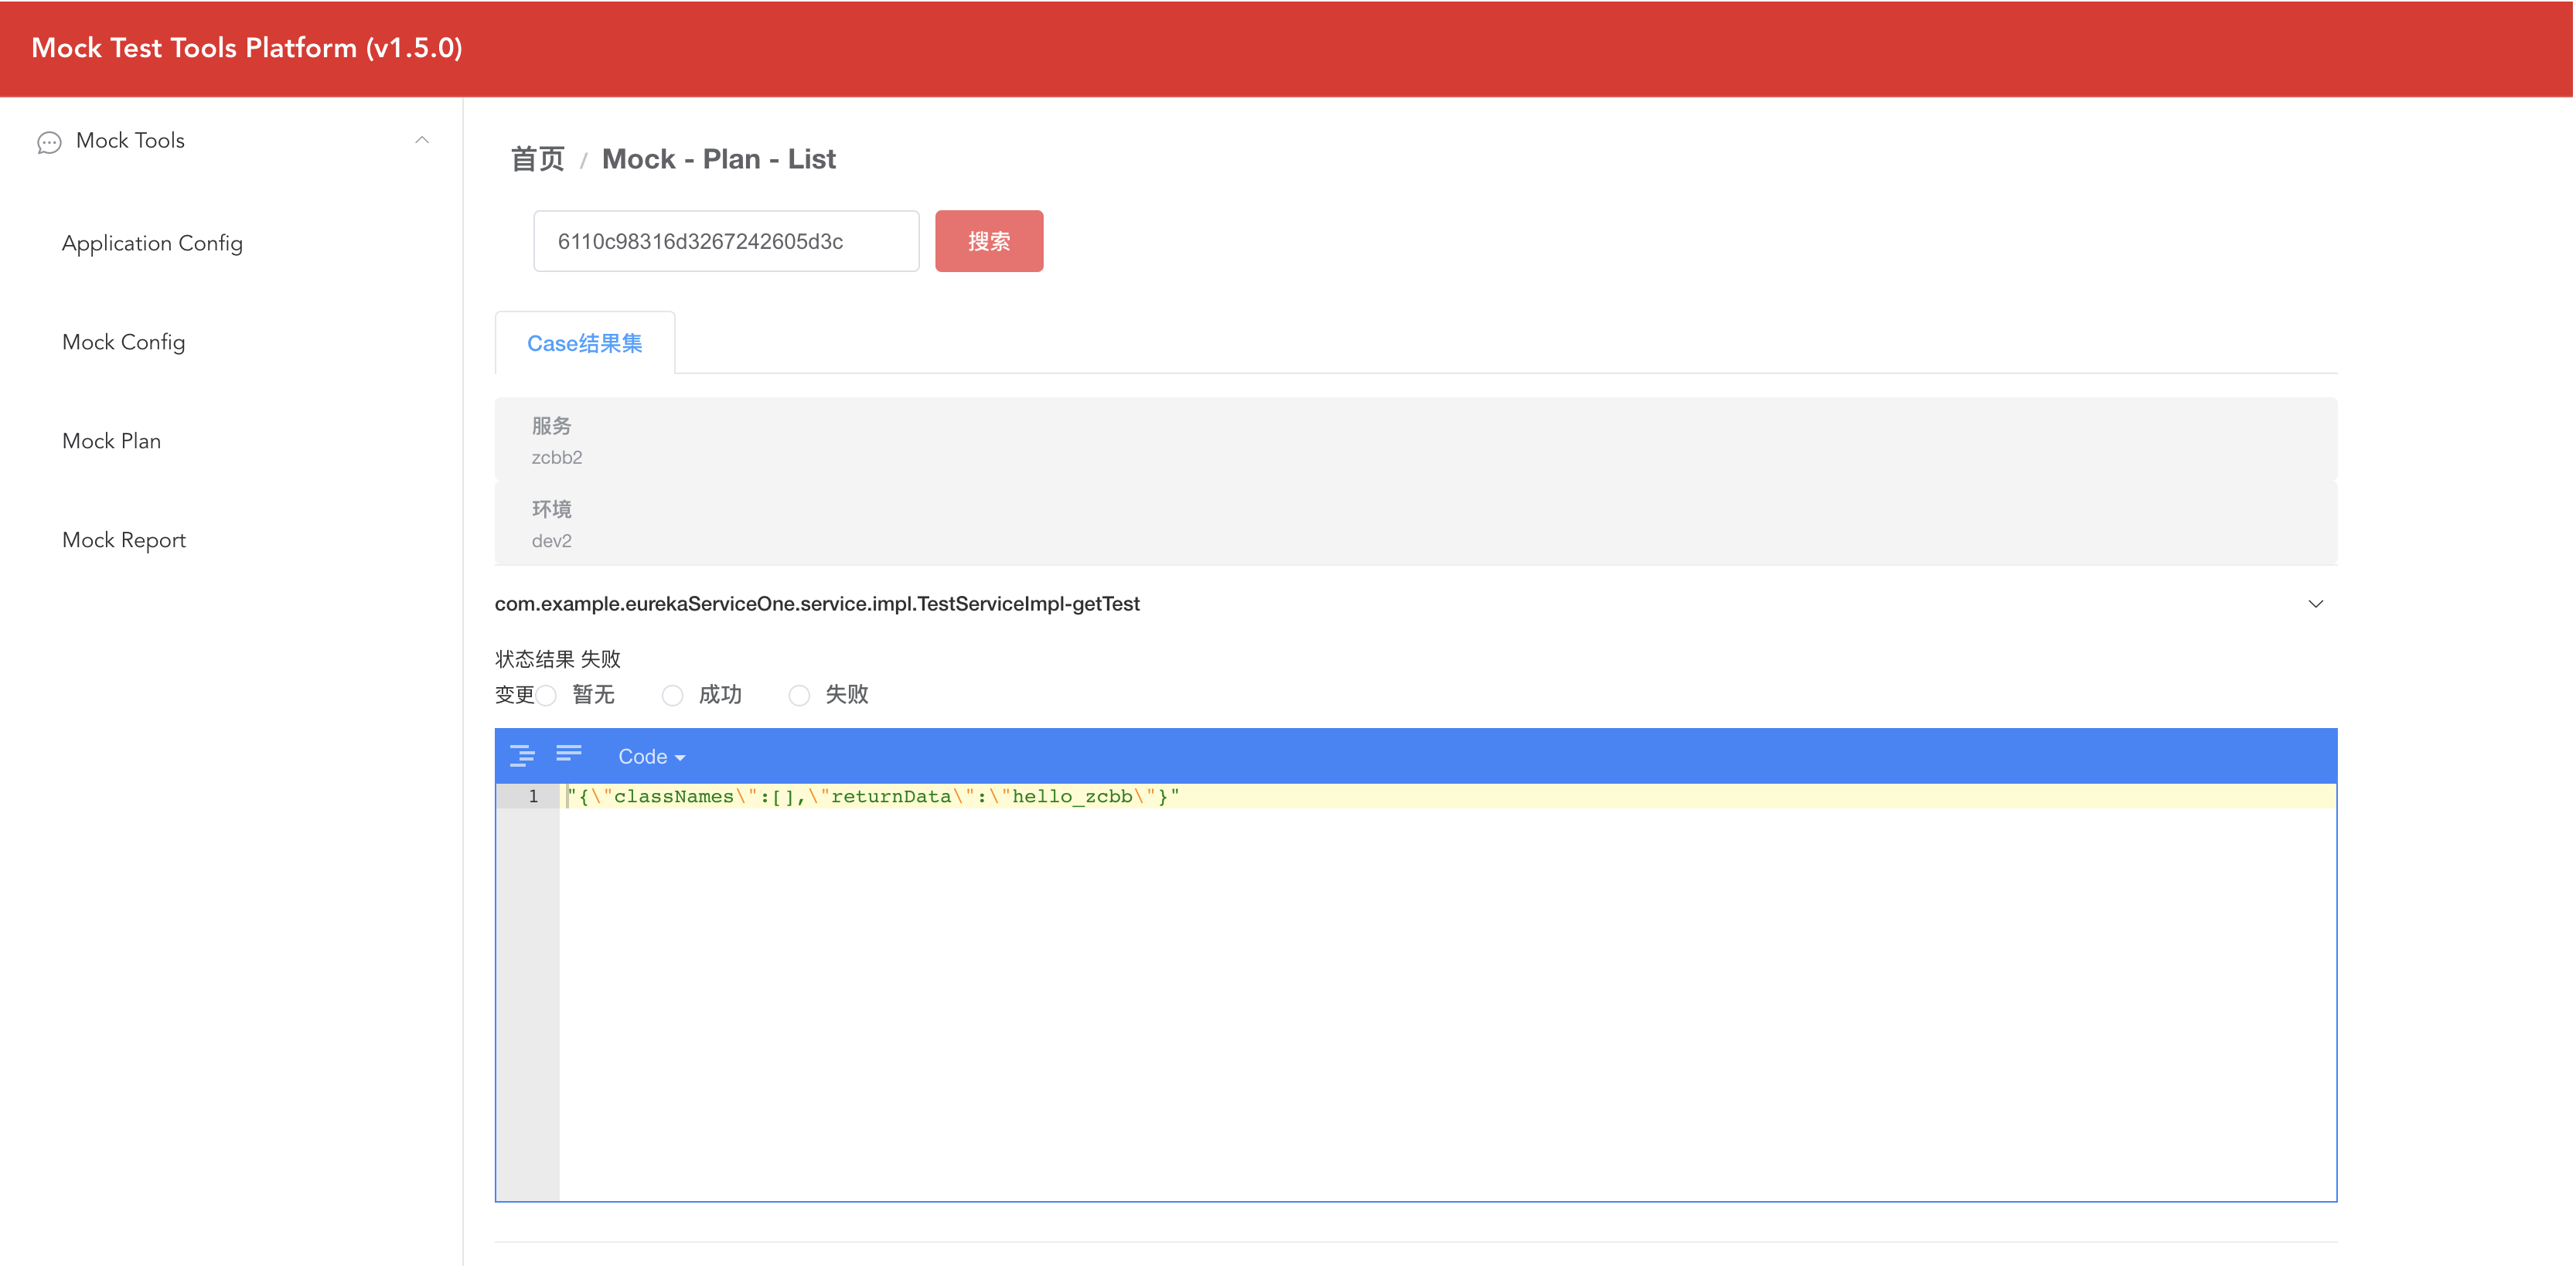 Mock Test Tools Platform (v1.5.0)
Mock Tools
Application Config
Mock Config
Mock Plan
Mock Report
首页 / Mock - Plan - List
6110c98316d3267242605d3c 搜索
Case结果集
服务
zcbb2
环境
dev2
com.example.eurekaServiceOne.service.impl.TestServiceImpl-getTest
状态结果 失败
变更 暂无 成功 失败
Code
1 "{\"classNames\":[],\"returnData\":\"hello_zcbb\"}"